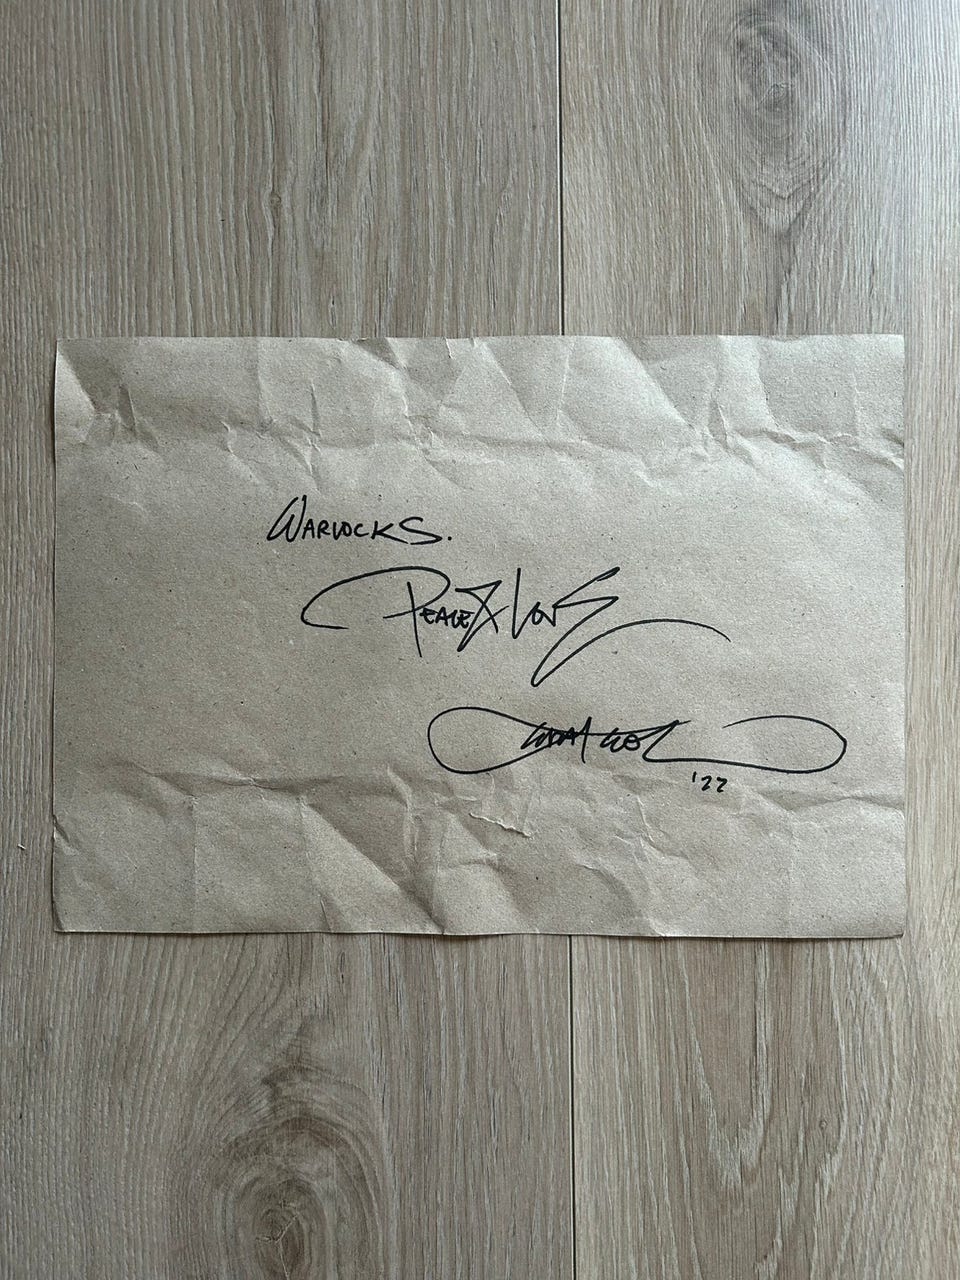 WARLOCKS.
PEACE & LOVE
'22